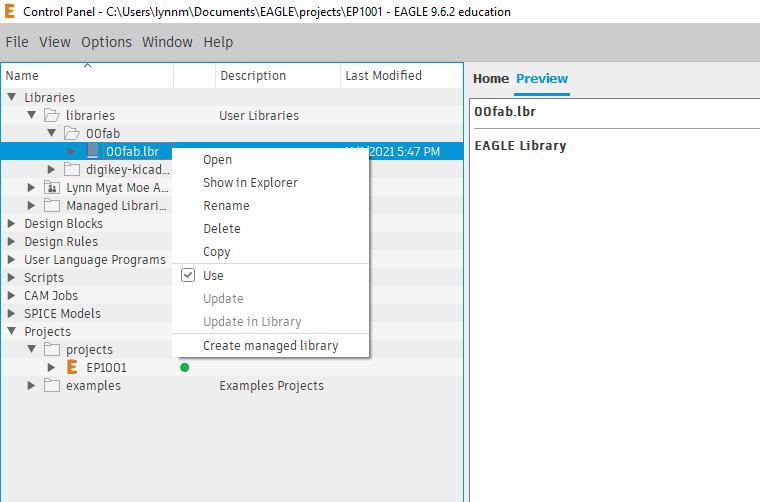 Control Panel - C:\Users\lynnm\Documents\EAGLE\projects\EP1001 - EAGLE 9.6.2 education
File View Options Window Help
Name Description Last Modified
Libraries
libraries User Libraries
00fab
00fab.lbr 2021 5:47 PM
digikey-kicad...
Lynn Myat Moe A...
Managed Librari...
Design Blocks
Design Rules
User Language Programs
Scripts
CAM Jobs
SPICE Models
Projects
projects
EP1001
examples Examples Projects
Open
Show in Explorer
Rename
Delete
Copy
Use
Update
Update in Library
Create managed library
Home Preview
00fab.lbr
EAGLE Library